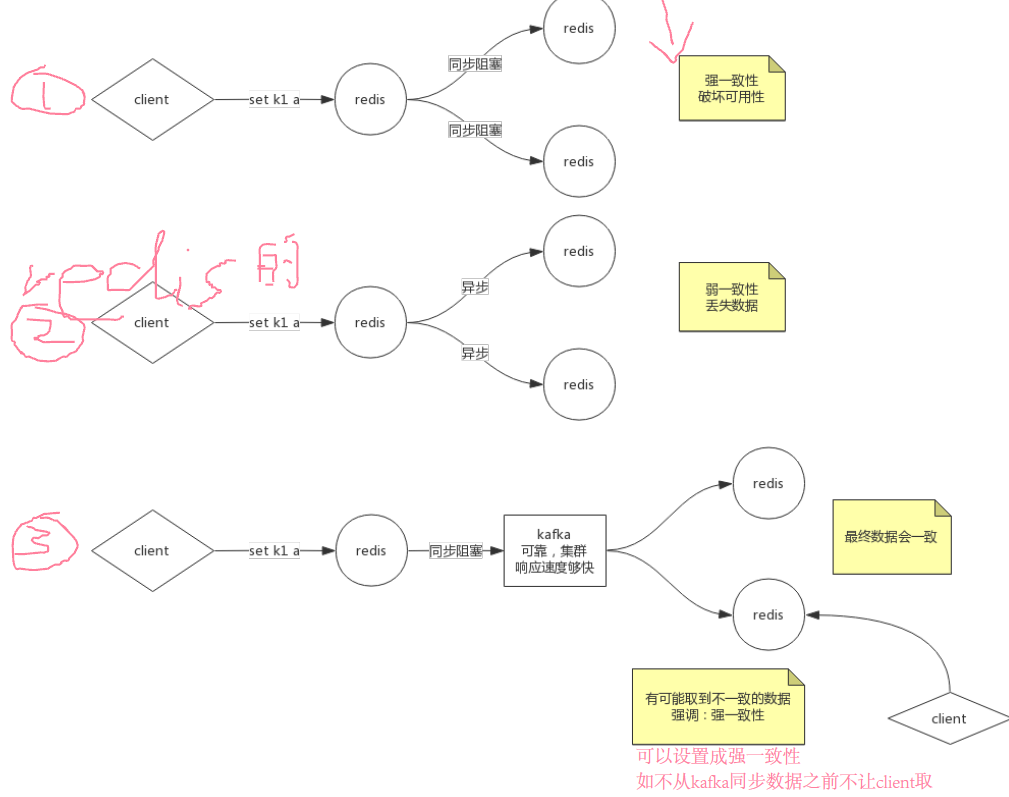 redis
同步阻塞
强一致性
破坏可用性
1
client
set k1 a
redis
同步阻塞
redis
redis的
redis
异步
弱一致性
丢失数据
2
client
set k1 a
redis
异步
redis
redis
最终数据会一致
3
client
set k1 a
redis
同步阻塞
kafka
可靠，集群
响应速度够快
redis
有可能取到不一致的数据
强调：强一致性
client
可以设置成强一致性
如不从kafka同步数据之前不让client取